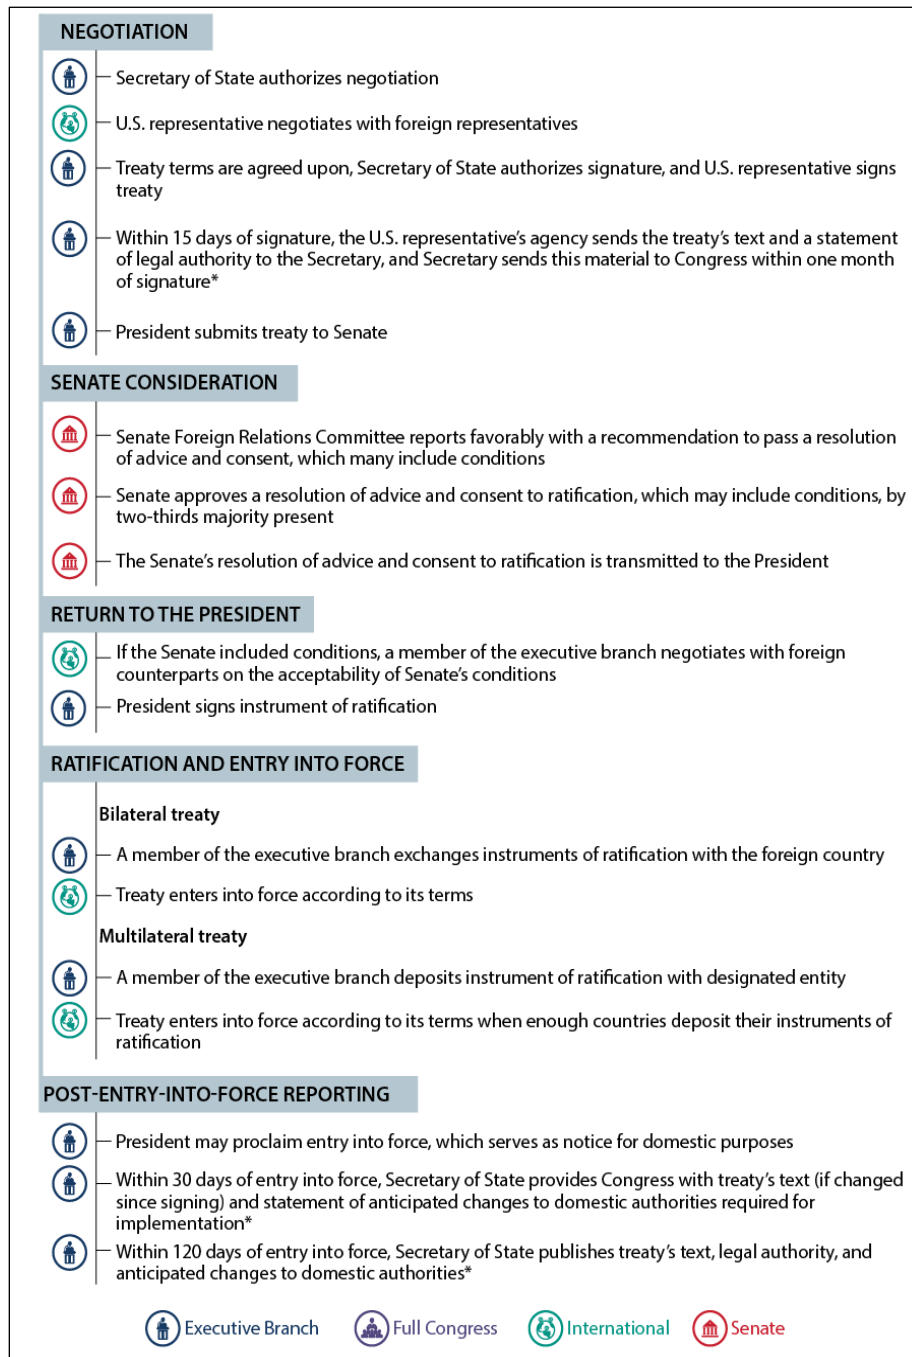 NEGOTIATION
Secretary of State authorizes negotiation
U.S. representative negotiates with foreign representatives
Treaty terms are agreed upon, Secretary of State authorizes signature, and U.S. representative signs
treaty
Within 15 days of signature, the U.S. representative's agency sends the treaty's text and a statement
of legal authority to the Secretary, and Secretary sends this material to Congress within one month
of signature*
President submits treaty to Senate
SENATE CONSIDERATION
Senate Foreign Relations Committee reports favorably with a recommendation to pass a resolution
of advice and consent, which many include conditions
Senate approves a resolution of advice and consent to ratification, which may include conditions, by
two-thirds majority present
The Senate's resolution of advice and consent to ratification is transmitted to the President
RETURN TO THE PRESIDENT
If the Senate included conditions, a member of the executive branch negotiates with foreign
counterparts on the acceptability of Senate's conditions
President signs instrument of ratification
RATIFICATION AND ENTRY INTO FORCE
Bilateral treaty
A member of the executive branch exchanges instruments of ratification with the foreign country
Treaty enters into force according to its terms
Multilateral treaty
A member of the executive branch deposits instrument of ratification with designated entity
Treaty enters into force according to its terms when enough countries deposit their instruments of
ratification
POST-ENTRY-INTO-FORCE REPORTING
President may proclaim entry into force, which serves as notice for domestic purposes
Within 30 days of entry into force, Secretary of State provides Congress with treaty's text (if changed
since signing) and statement of anticipated changes to domestic authorities required for
implementation*
Within 120 days of entry into force, Secretary of State publishes treaty's text, legal authority, and
anticipated changes to domestic authorities*
Executive Branch Full Congress International Senate